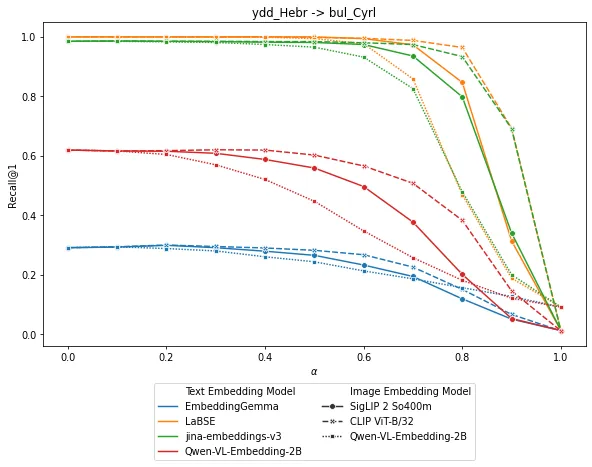 ydd_Hebr -> bul_Cyrl
Recall@1
1.0
0.8
0.6
0.4
0.2
0.0
0.0 0.2 0.4 0.6 0.8 1.0
α
Text Embedding Model
EmbeddingGemma
LaBSE
jina-embeddings-v3
Qwen-VL-Embedding-2B
Image Embedding Model
SigLIP 2 So400m
CLIP ViT-B/32
Qwen-VL-Embedding-2B